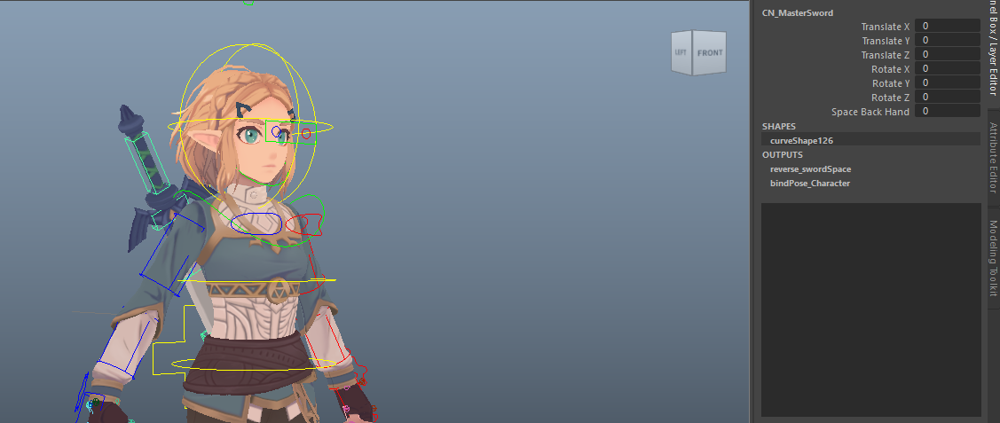 LEFT FRONT
CN_MasterSword
Translate X 0
Translate Y 0
Translate Z 0
Rotate X 0
Rotate Y 0
Rotate Z 0
Space Back Hand 0
SHAPES
curveShape126
OUTPUTS
reverse_swordSpace
bindPose_Character
nel Box / Layer Editor
Attribute Editor
Modeling Toolkit